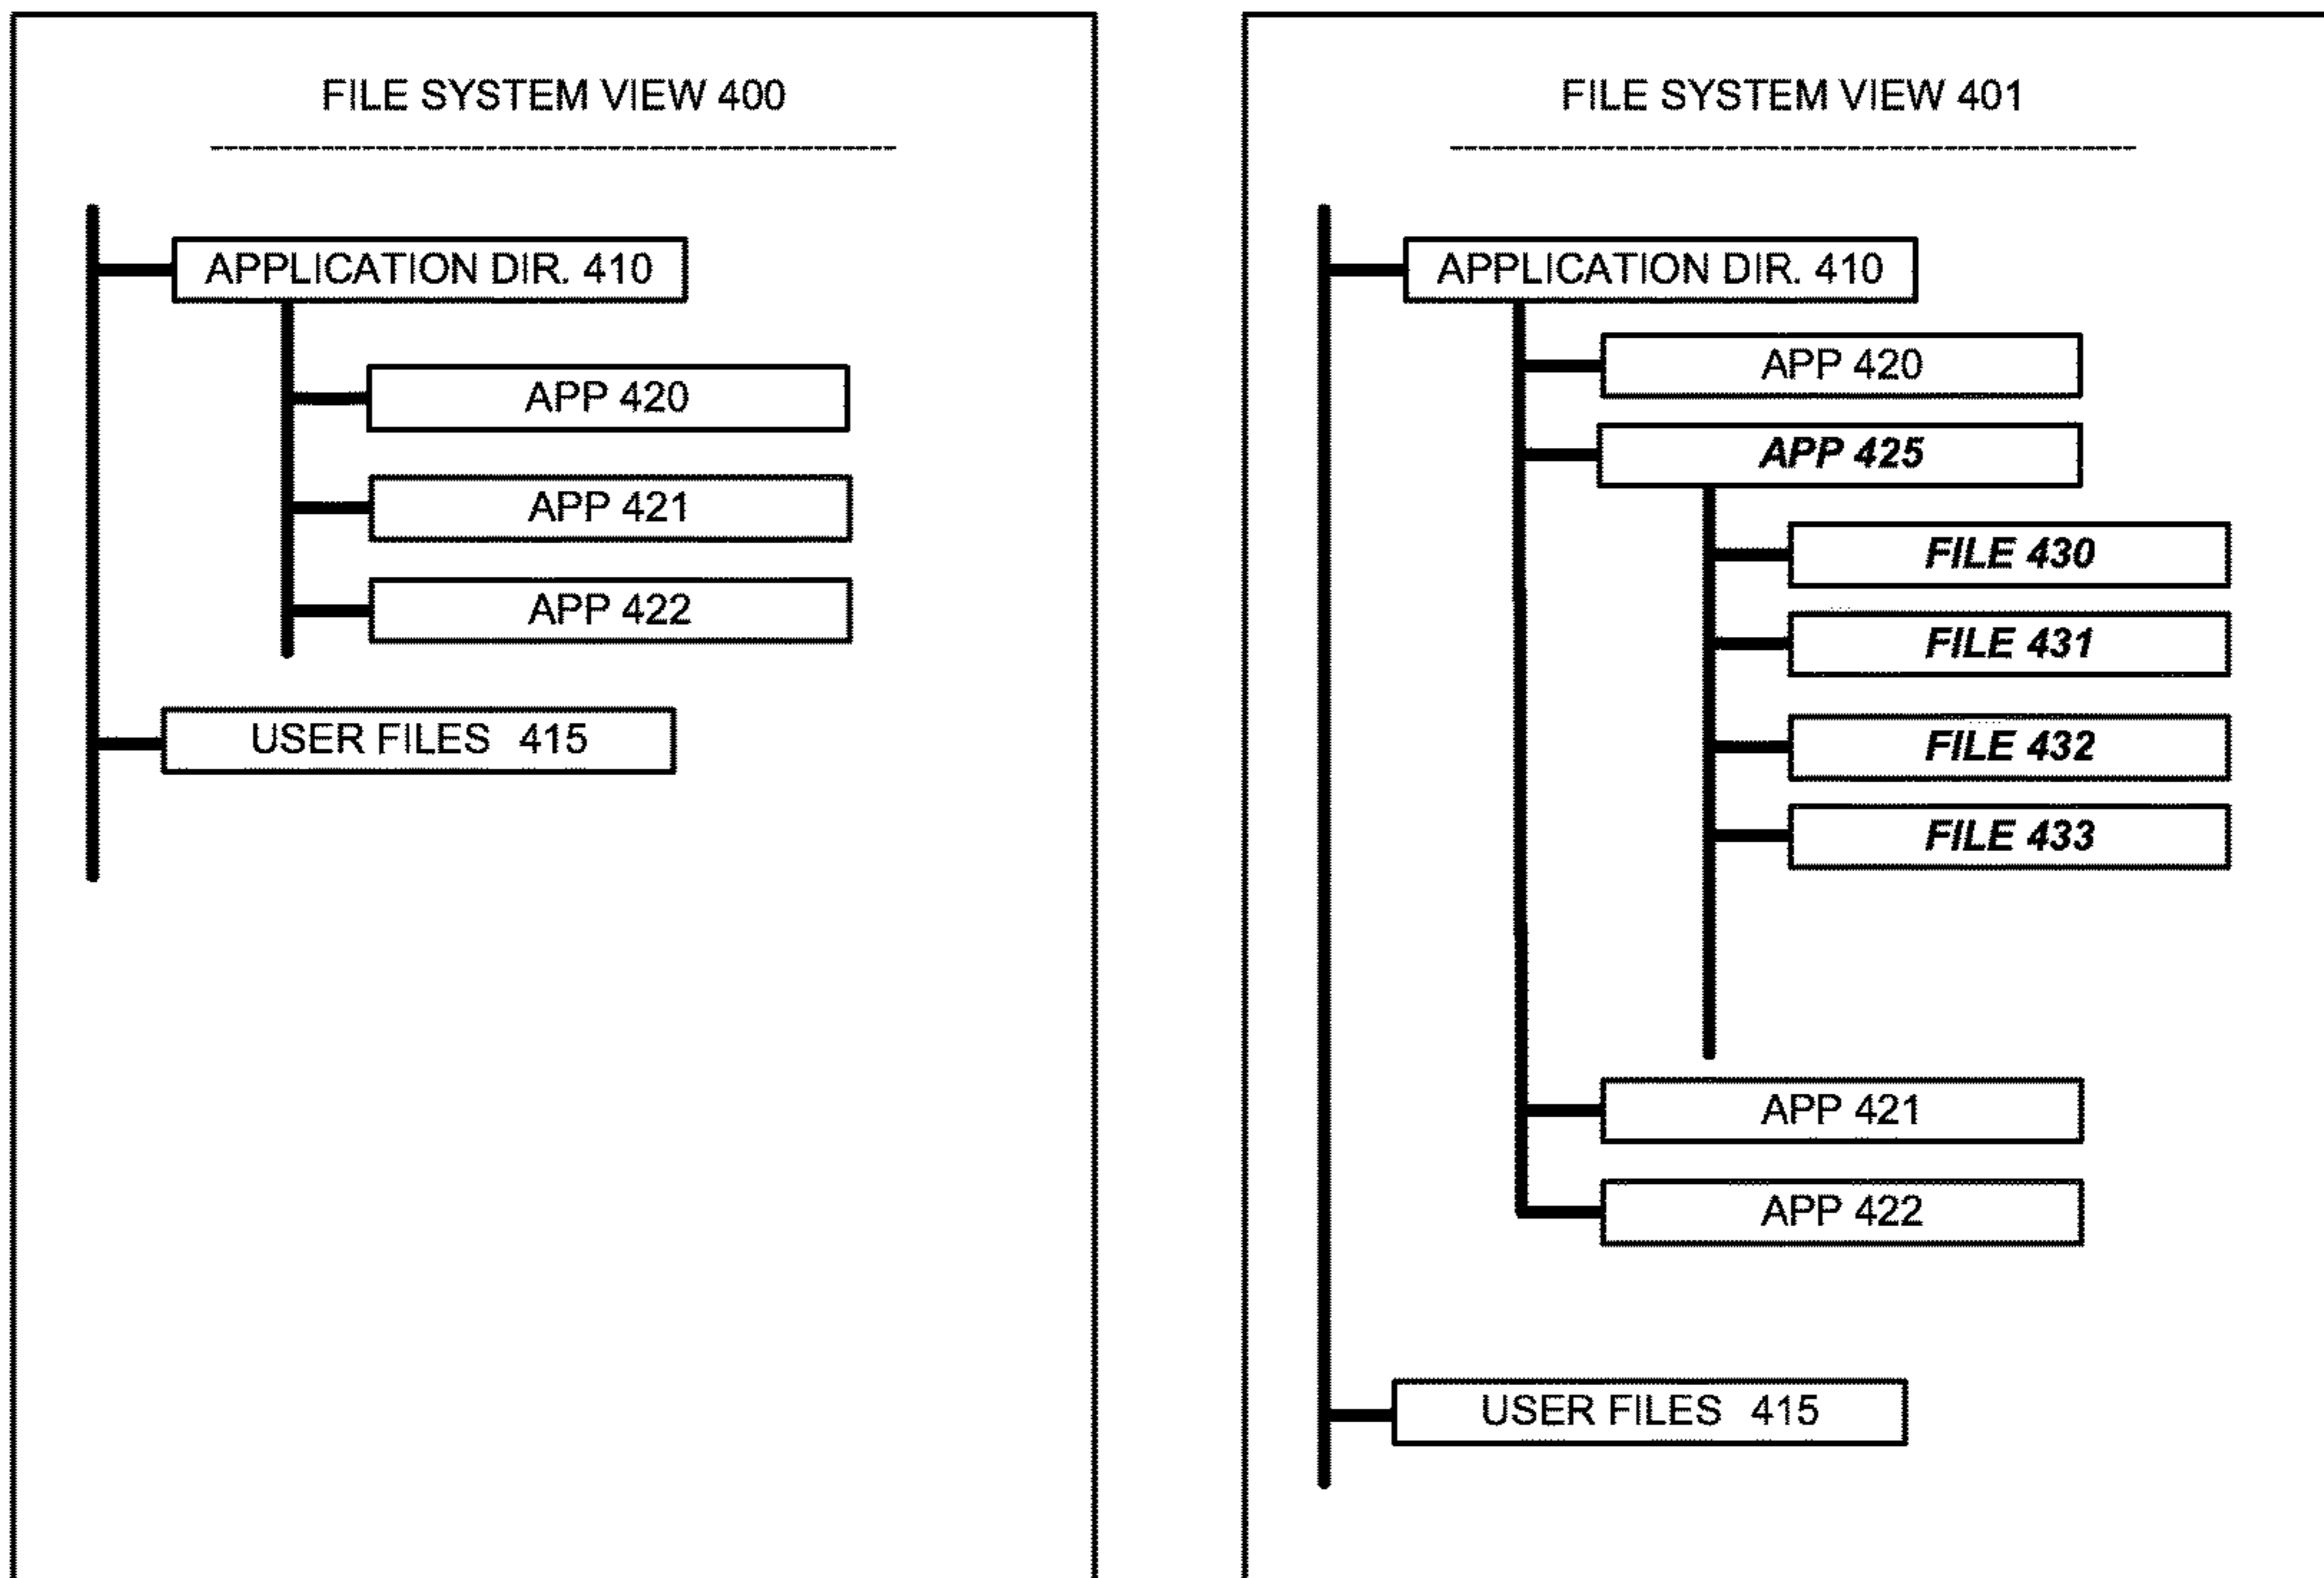 FILE SYSTEM VIEW 400
APPLICATION DIR. 410
APP 420
APP 421
APP 422
USER FILES 415
FILE SYSTEM VIEW 401
APPLICATION DIR. 410
APP 420
APP 425
FILE 430
FILE 431
FILE 432
FILE 433
APP 421
APP 422
USER FILES 415